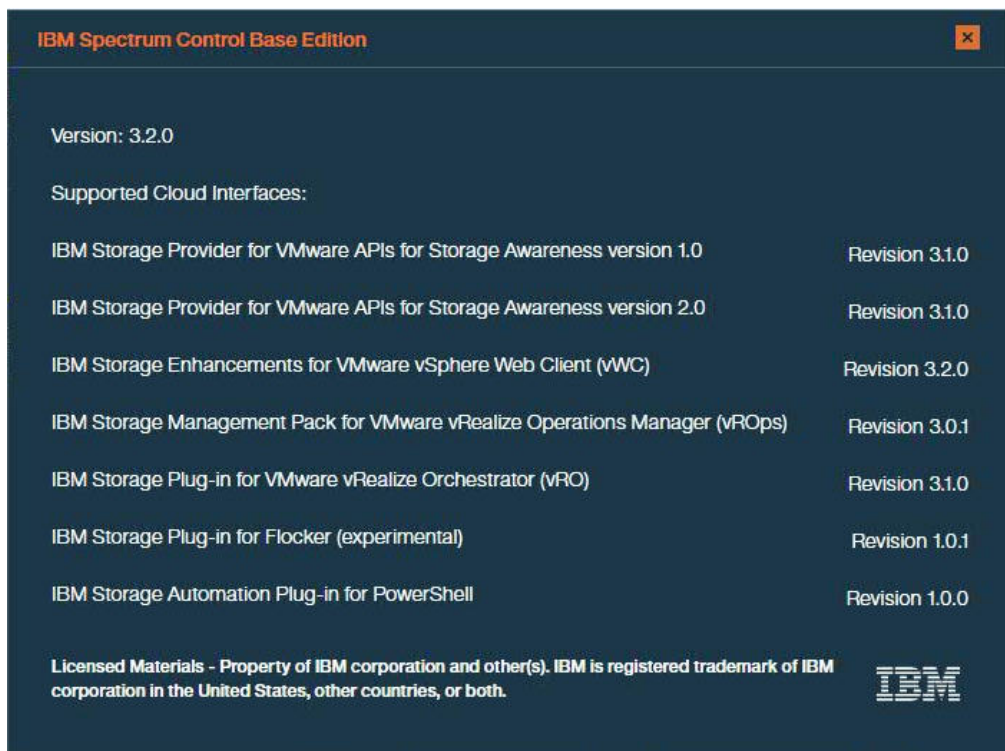 IBM Spectrum Control Base Edition
Version: 3.2.0
Supported Cloud Interfaces:
IBM Storage Provider for VMware APIs for Storage Awareness version 1.0 Revision 3.1.0
IBM Storage Provider for VMware APIs for Storage Awareness version 2.0 Revision 3.1.0
IBM Storage Enhancements for VMware vSphere Web Client (vWC) Revision 3.2.0
IBM Storage Management Pack for VMware vRealize Operations Manager (vROps) Revision 3.0.1
IBM Storage Plug-in for VMware vRealize Orchestrator (vRO) Revision 3.1.0
IBM Storage Plug-in for Flocker (experimental) Revision 1.0.1
IBM Storage Automation Plug-in for PowerShell Revision 1.0.0
Licensed Materials - Property of IBM corporation and other(s). IBM is registered trademark of IBM
corporation in the United States, other countries, or both.
IBM